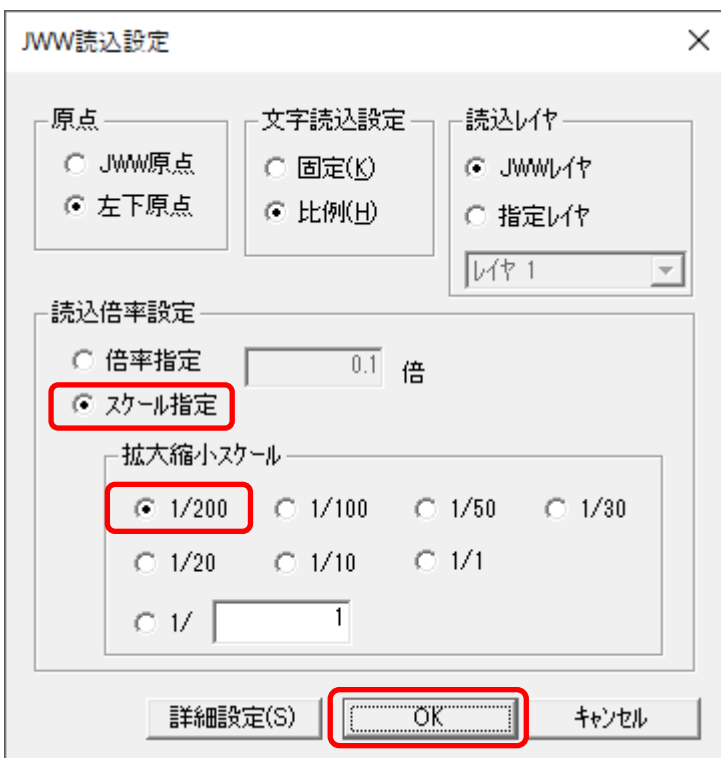 JWW読込設定
原点
JWW原点
左下原点
文字読込設定
固定(K)
比例(H)
読込レイヤ
JWWレイヤ
指定レイヤ
レイヤ 1
読込倍率設定
倍率指定 0.1 倍
スケール指定
拡大縮小スケール
1/200 1/100 1/50 1/30
1/20 1/10 1/1
1/ 1
詳細設定(S) OK キャンセル